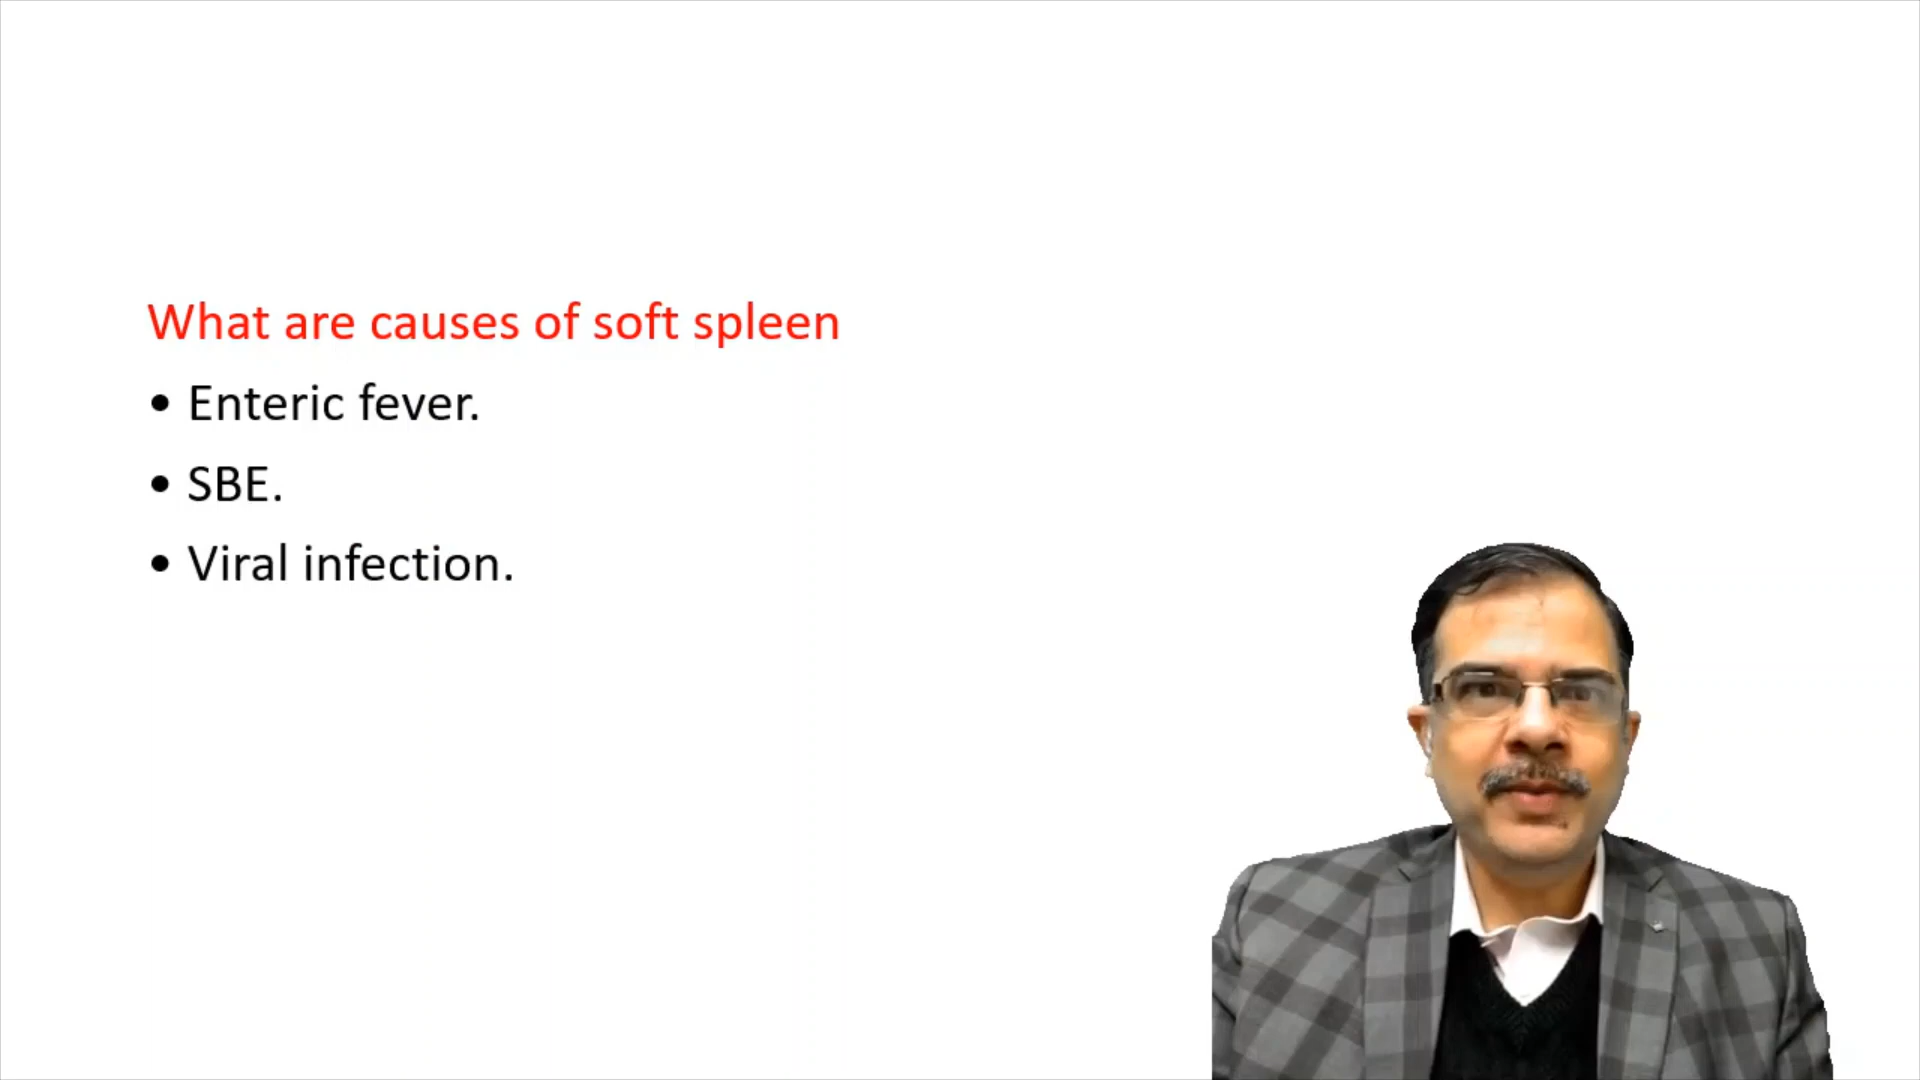 What are causes of soft spleen
• Enteric fever.
• SBE.
• Viral infection.